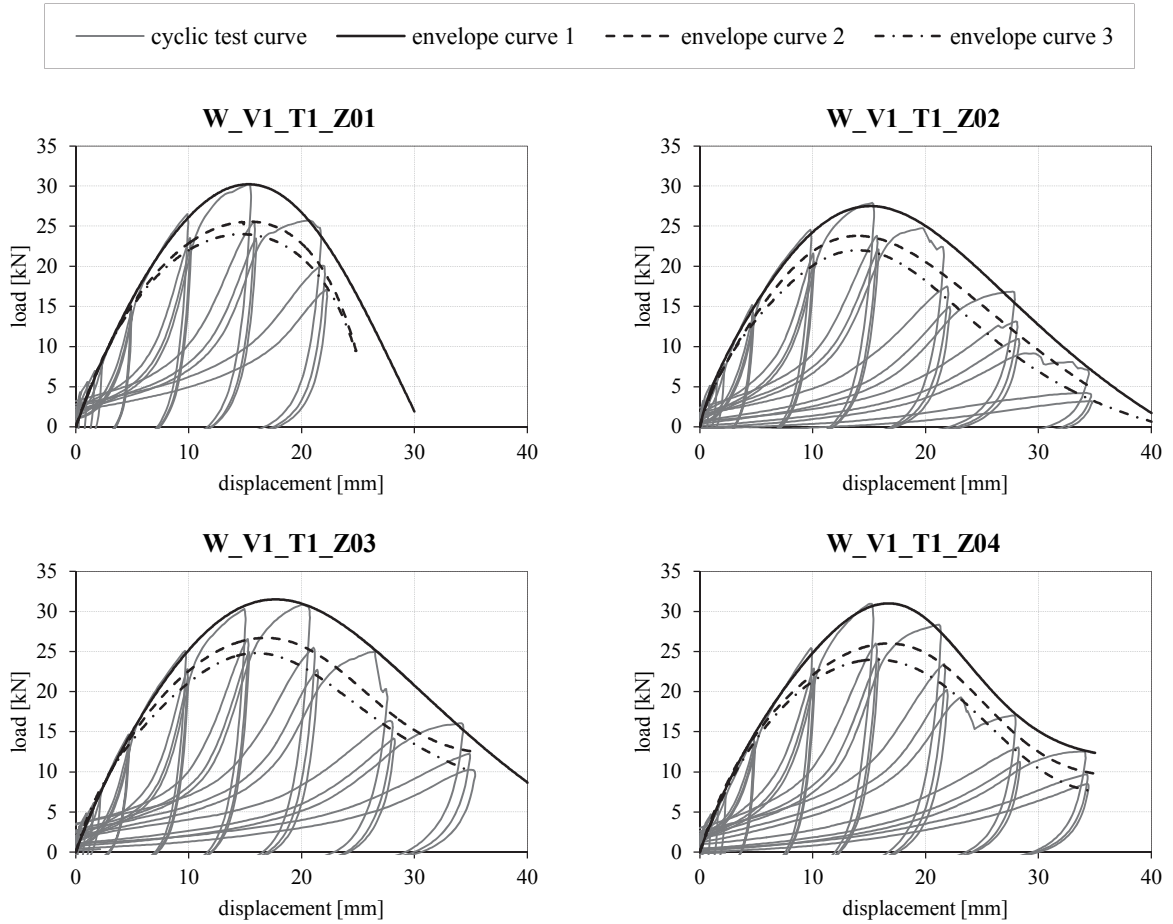 cyclic test curve envelope curve 1 envelope curve 2 envelope curve 3
W_V1_T1_Z01
35
30
25
20
15
10
5
0
load [kN]
0 10 20 30 40
displacement [mm]
W_V1_T1_Z02
35
30
25
20
15
10
5
0
load [kN]
0 10 20 30 40
displacement [mm]
W_V1_T1_Z03
35
30
25
20
15
10
5
0
load [kN]
0 10 20 30 40
displacement [mm]
W_V1_T1_Z04
35
30
25
20
15
10
5
0
load [kN]
0 10 20 30 40
displacement [mm]